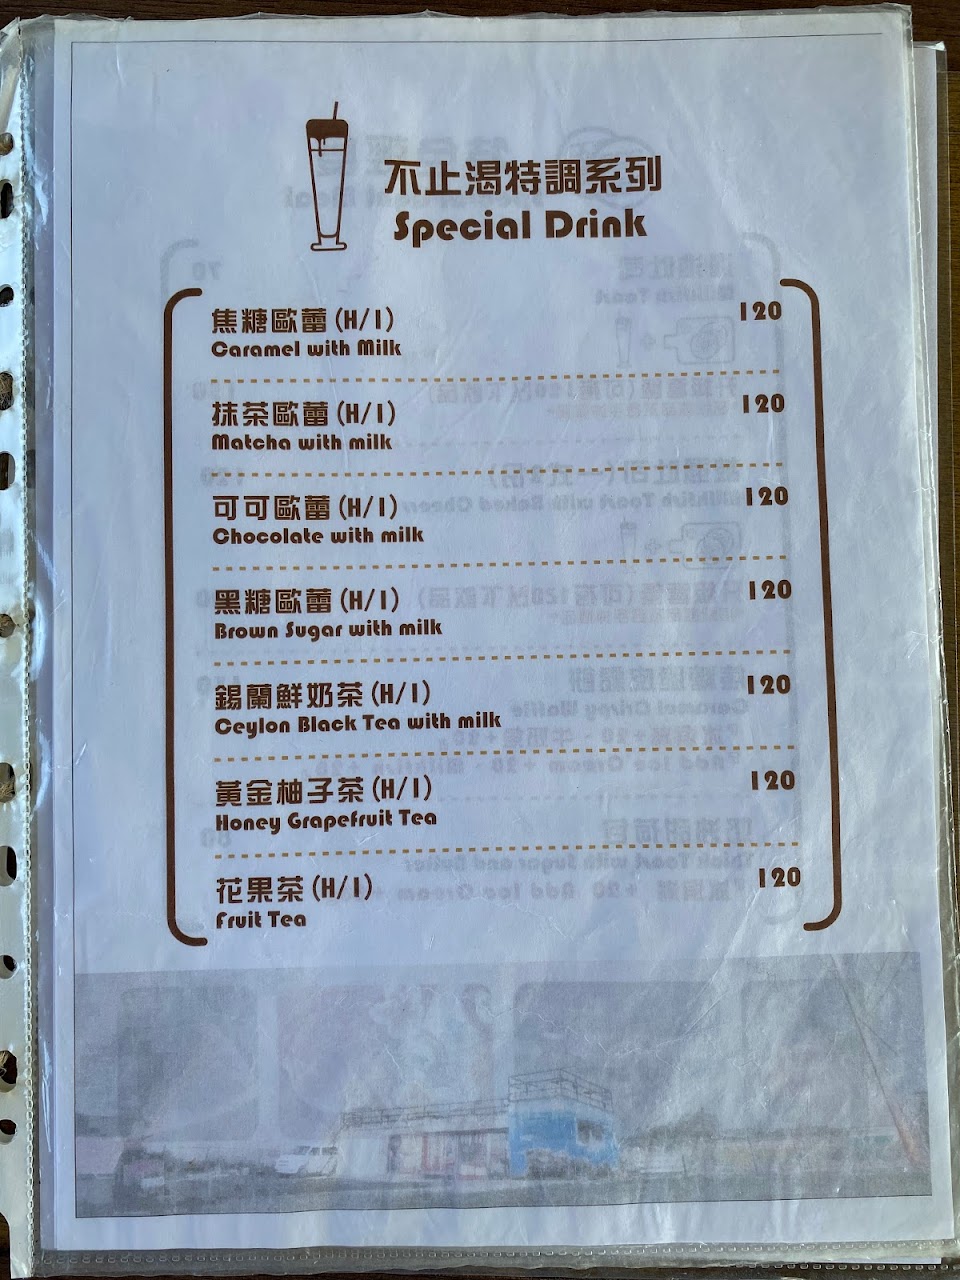 不止渴特調系列
Special Drink
焦糖歐蕾(H/I) 120
Caramel with Milk
抹茶歐蕾(H/I) 120
Matcha with milk
可可歐蕾(H/I) 120
Chocolate with milk
黑糖歐蕾(H/I) 120
Brown Sugar with milk
錫蘭鮮奶茶(H/I) 120
Ceylon Black Tea with milk
黃金柚子茶(H/I) 120
Honey Grapefruit Tea
花果茶(H/I) 120
Fruit Tea